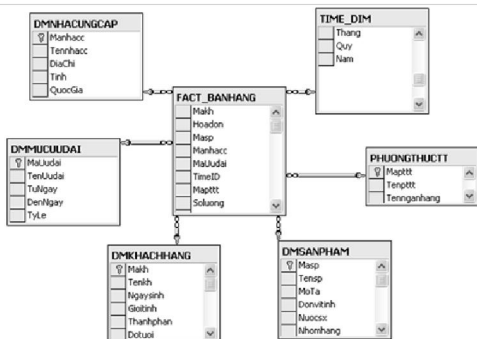 DMNHACUNGCAP
Manhacc
Tennhacc
DiaChi
Tinh
QuocGia
TIME_DIM
Thang
Quy
Nam
FACT_BANHANG
Makh
Hoadon
Masp
Manhacc
MaUudai
TimeID
Mapttt
Soluong
DMMUCUUDAI
MaUudai
TenUudai
TuNgay
DenNgay
TyLe
PHUONGTHUCTT
Mapttt
Tenpttt
Tennganhang
DMKHACHHANG
Makh
Tenkh
Ngaysinh
Gioitinh
Thanhphan
Dotuoi
DMSANPHAM
Masp
Tensp
MoTa
Donvitinh
Nuocsx
Nhomhang